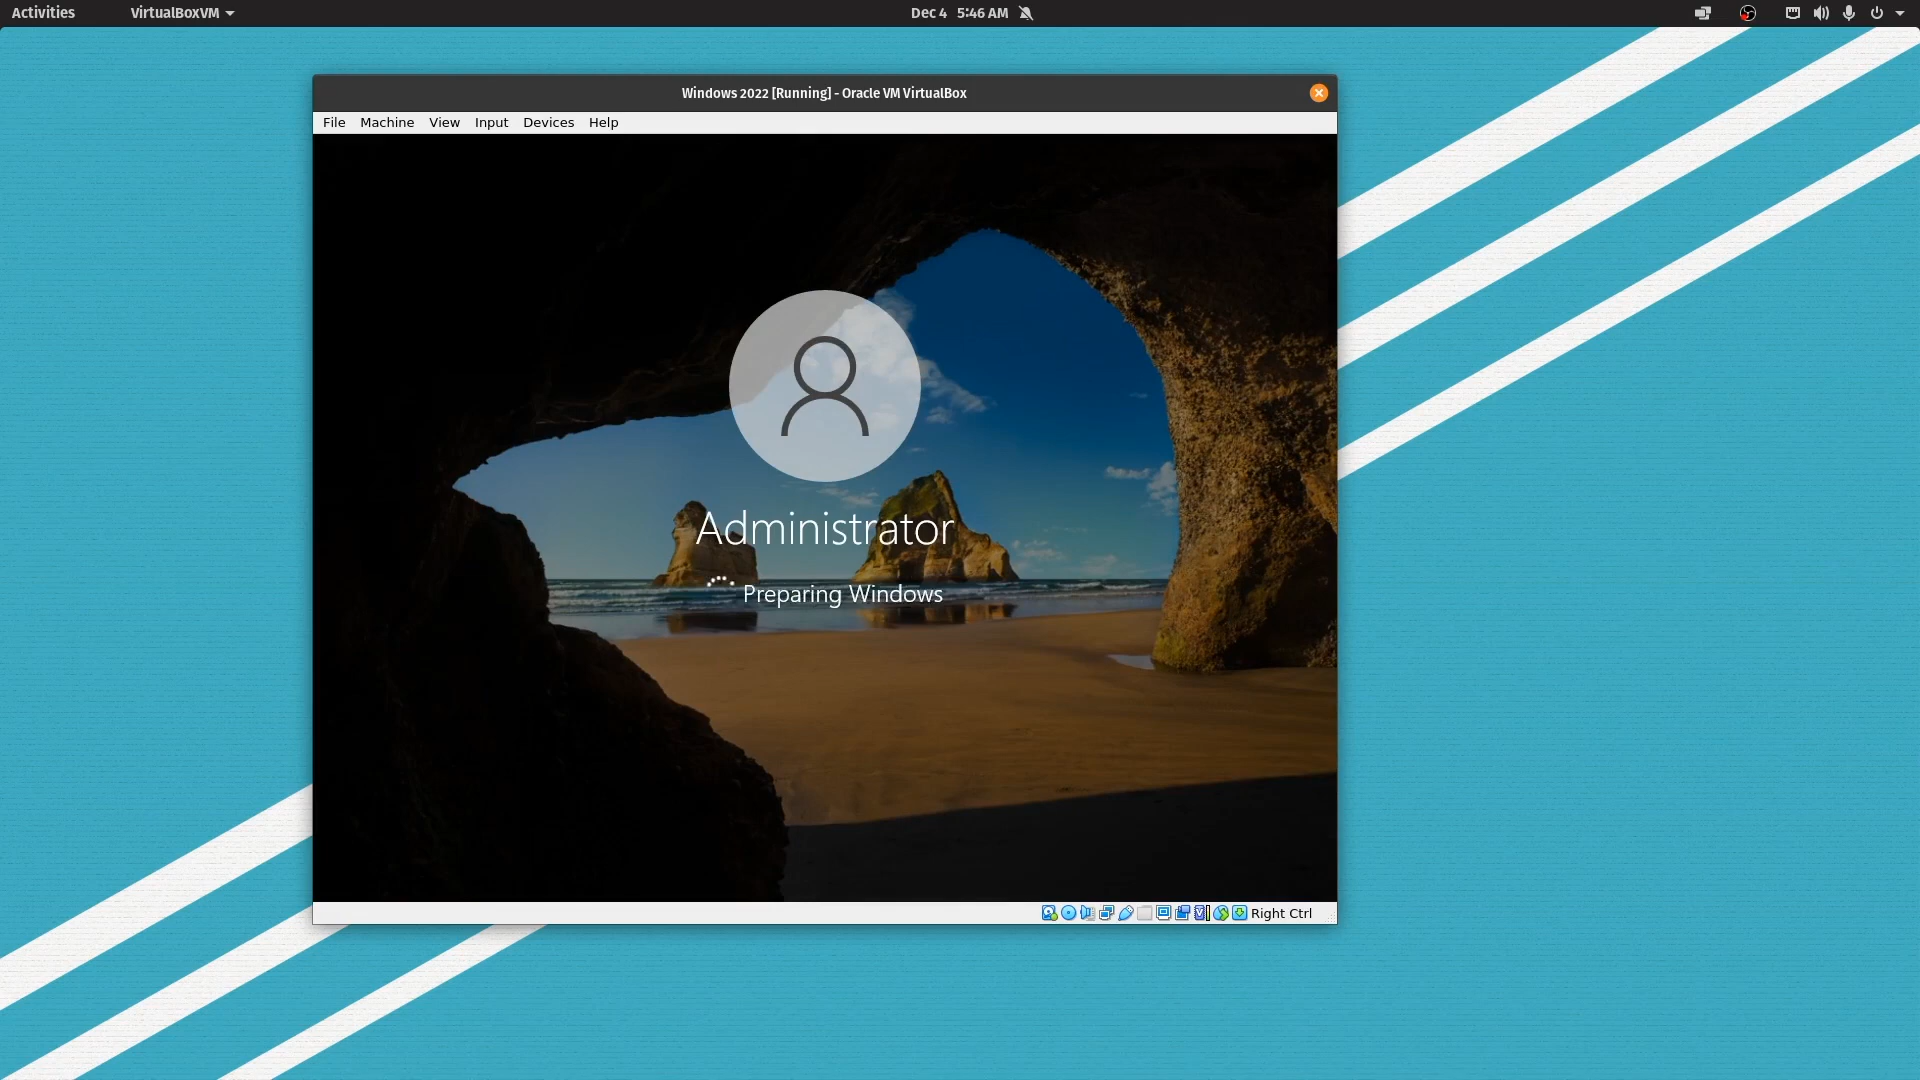 Activities VirtualBoxVM Dec 4 5:46 AM
Windows 2022 [Running] - Oracle VM VirtualBox
File Machine View Input Devices Help
Administrator
Preparing Windows
Right Ctrl